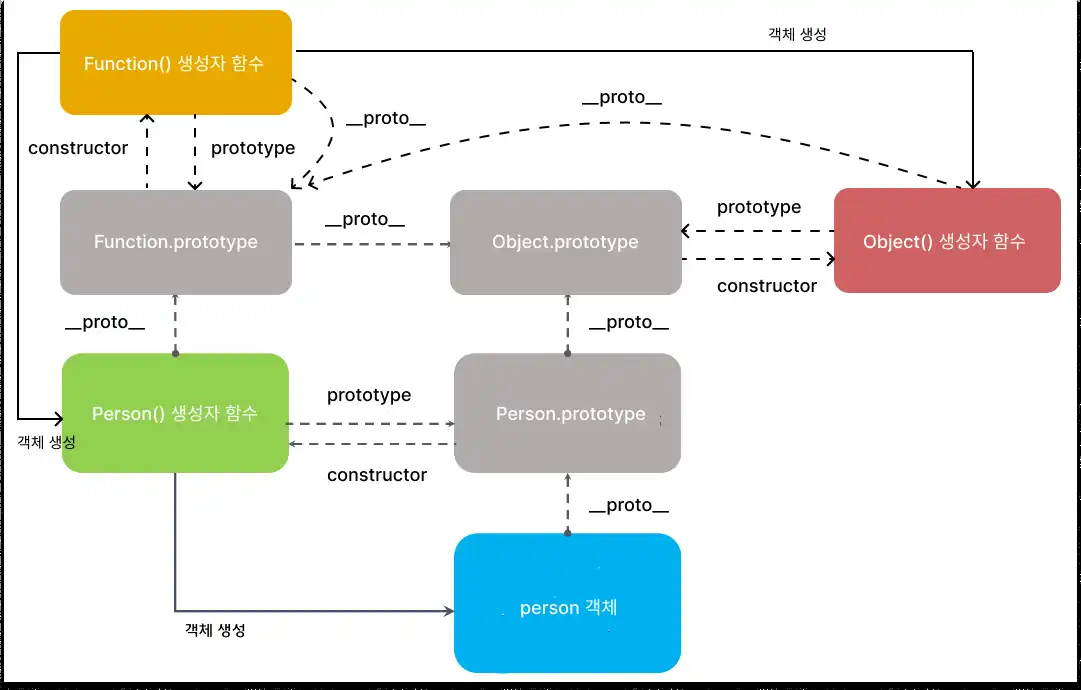 객체 생성
Function() 생성자 함수
__proto__
__proto__
constructor
prototype
prototype
__proto__
Function.prototype
Object.prototype
Object() 생성자 함수
constructor
__proto__
__proto__
prototype
Person() 생성자 함수
Person.prototype
객체 생성
constructor
__proto__
person 객체
객체 생성